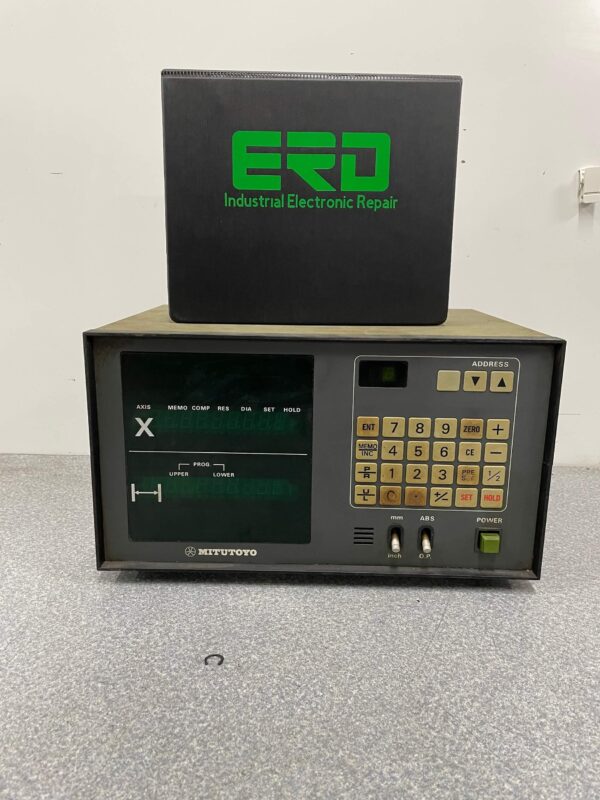 ERD
Industrial Electronic Repair
ADDRESS
AXIS MEMO COMP RES DIA SET HOLD
X
PROG.
UPPER LOWER
ENT 7 8 9 ZERO +
MEMO/INC 4 5 6 CE −
P/R 1 2 3 1/2
+/− SET HOLD
mm ABS POWER
inch D.P.
MITUTOYO